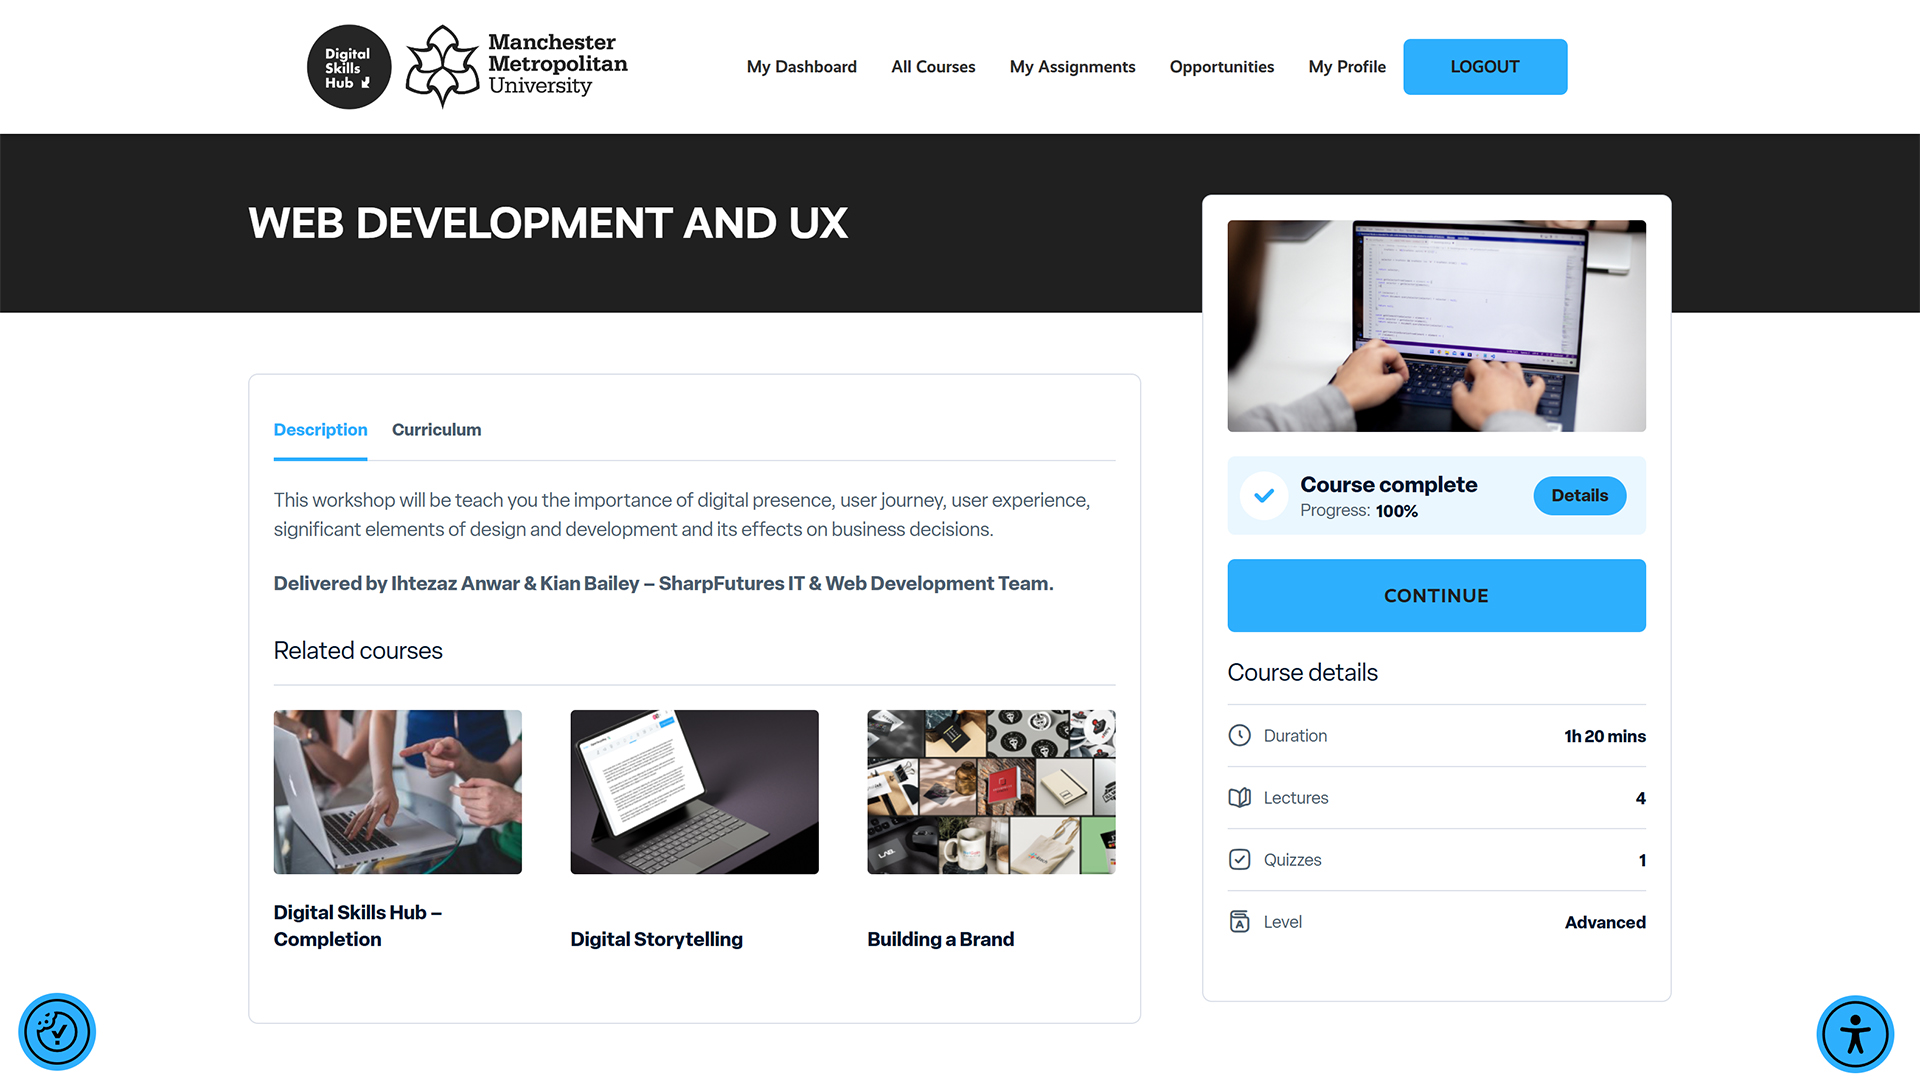 Digital
Skills
Hub
Manchester
Metropolitan
University
My Dashboard
All Courses
My Assignments
Opportunities
My Profile
LOGOUT
WEB DEVELOPMENT AND UX
Description
Curriculum
This workshop will be teach you the importance of digital presence, user journey, user experience,
significant elements of design and development and its effects on business decisions.
Delivered by Ihtezaz Anwar & Kian Bailey – SharpFutures IT & Web Development Team.
Related courses
LAB.
Digital Skills Hub –
Completion
Digital Storytelling
Building a Brand
Course complete
Progress: 100%
Details
CONTINUE
Course details
Duration
1h 20 mins
Lectures
4
Quizzes
1
Level
Advanced